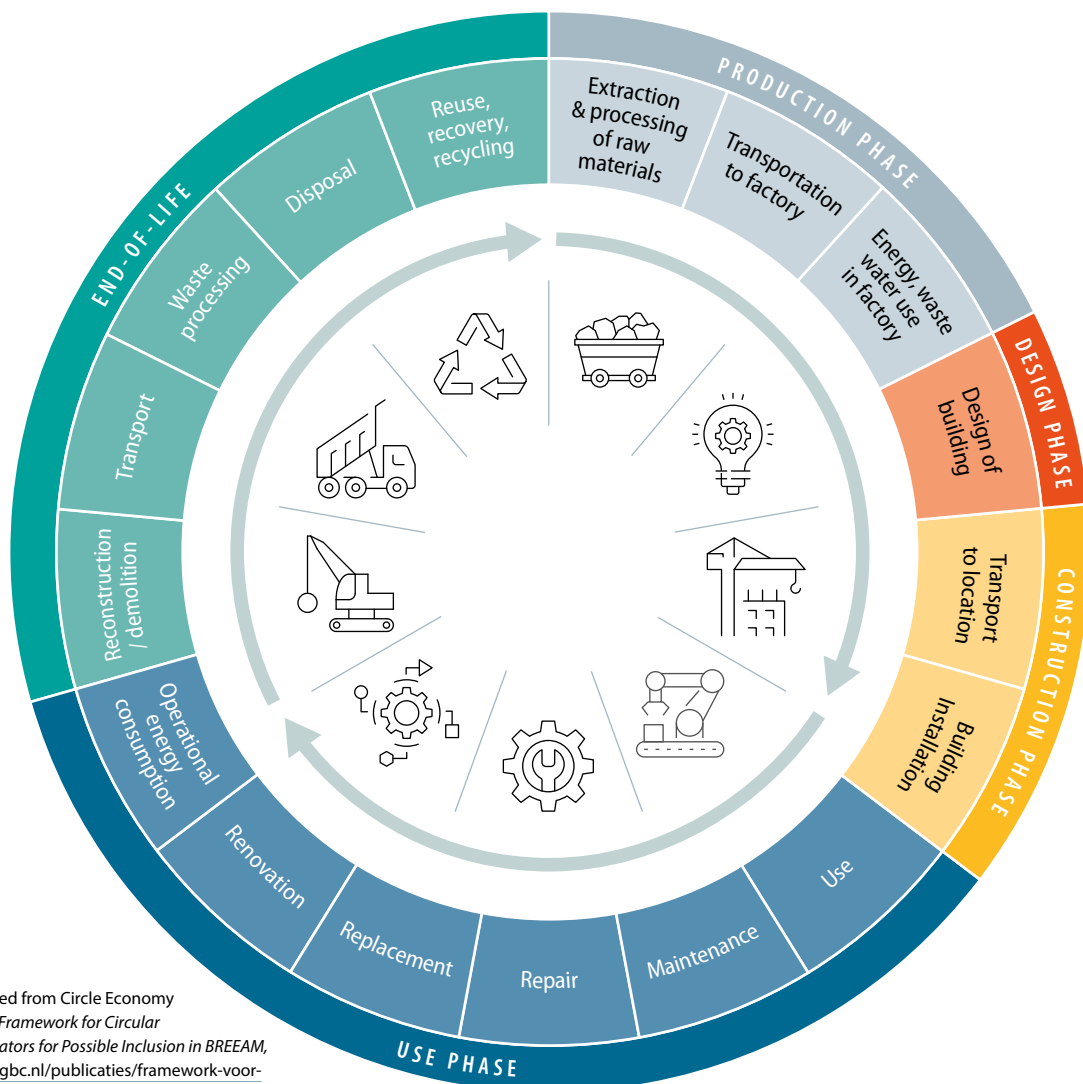 PRODUCTION PHASE
Extraction
& processing
of raw
materials
Transportation
to factory
Energy, waste
water use
in factory
DESIGN PHASE
Design of
building
CONSTRUCTION PHASE
Transport
to location
Building
Installation
USE PHASE
Use
Maintenance
Repair
Replacement
Renovation
Operational
energy
consumption
END-OF-LIFE
Reconstruction
/ demolition
Transport
Waste
processing
Disposal
Reuse,
recovery,
recycling
ed from Circle Economy
Framework for Circular
ators for Possible Inclusion in BREEAM,
gbc.nl/publicaties/framework-voor-